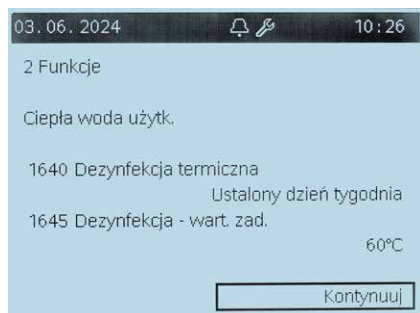 03.06.2024 10:26
2 Funkcje
Ciepła woda użytk.
1640 Dezynfekcja termiczna
Ustalony dzień tygodnia
1645 Dezynfekcja - wart. zad.
60°C
Kontynuuj